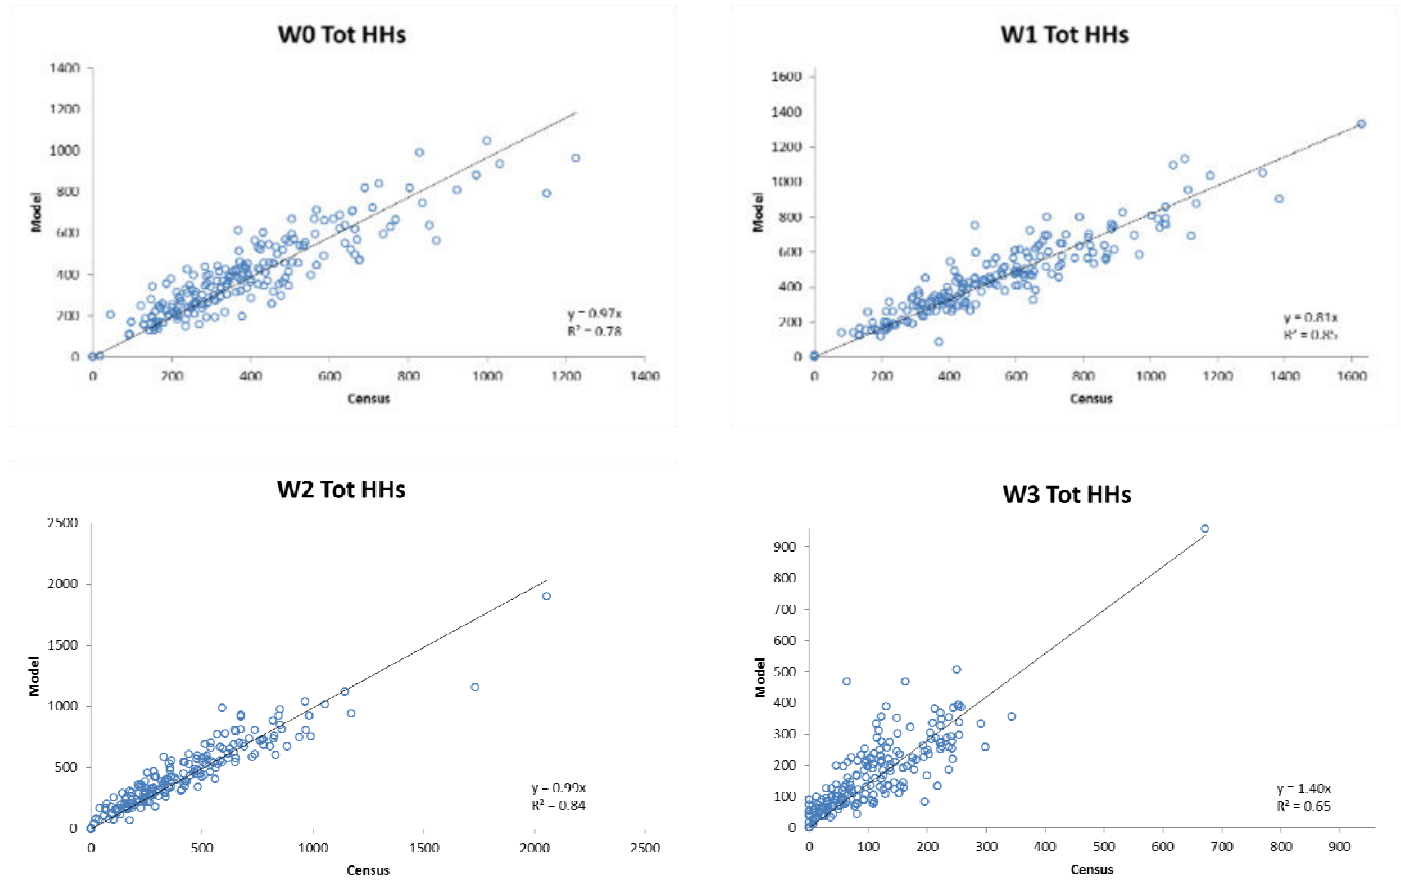 W0 Tot HHs
1400
1200
1000
800
600
400
200
0
0 200 400 600 800 1000 1200 1400
Model
Census
y = 0.97x
R² = 0.78
W1 Tot HHs
1600
1400
1200
1000
800
600
400
200
0
0 200 400 600 800 1000 1200 1400 1600
Model
Census
y = 0.81x
R² = 0.85
W2 Tot HHs
2500
2000
1500
1000
500
0
0 500 1000 1500 2000 2500
Model
Census
y = 0.99x
R² = 0.84
W3 Tot HHs
900
800
700
600
500
400
300
200
100
0
0 100 200 300 400 500 600 700 800 900
Model
Census
y = 1.40x
R² = 0.65